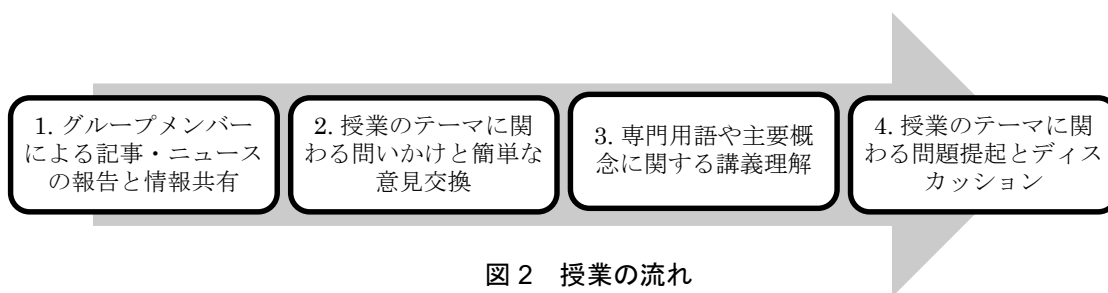 1. グループメンバー
による記事・ニュース
の報告と情報共有
2. 授業のテーマに関
わる問いかけと簡単な
意見交換
3. 専門用語や主要概
念に関する講義理解
4. 授業のテーマに関
わる問題提起とディス
カッション
図 2 授業の流れ